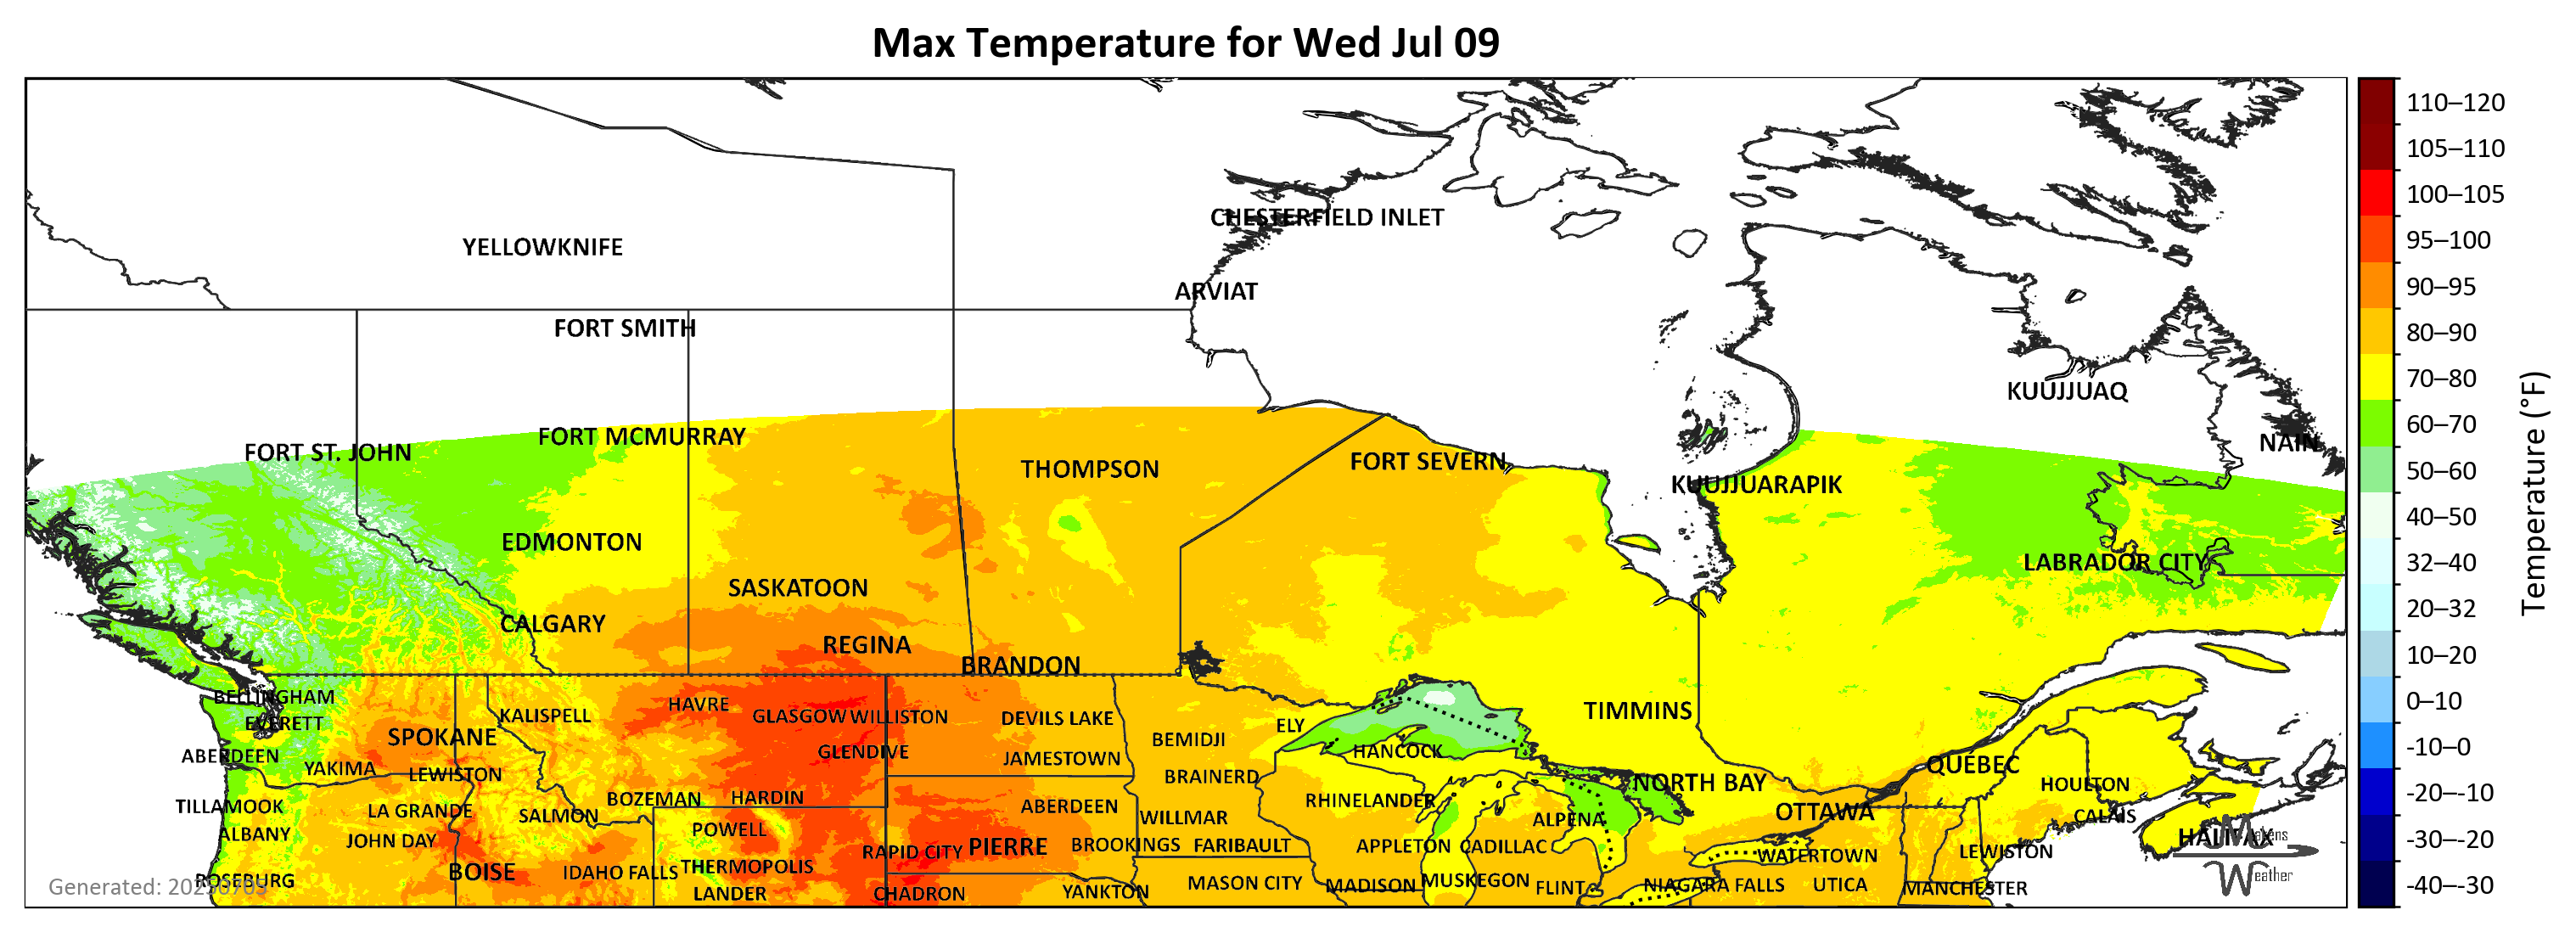 Max Temperature for Wed Jul 09
110–120
105–110
CHESTERFIELD INLET
100–105
YELLOWKNIFE
95–100
ARVIAT
90–95
FORT SMITH
80–90
KUUJJUAQ
70–80
FORT MCMURRAY
60–70
FORT ST. JOHN
NAIN
THOMPSON
FORT SEVERN
50–60
KUUJJUARAPIK
40–50
EDMONTON
LABRADOR CITY
32–40
SASKATOON
20–32
CALGARY
REGINA
10–20
BRANDON
BELLINGHAM
HAVRE
0–10
KALISPELL
GLASGOW
WILLISTON
DEVILS LAKE
TIMMINS
EVERETT
ELY
SPOKANE
BEMIDJI
-10–0
ABERDEEN
GLENDIVE
JAMESTOWN
HANCOCK
QUÉBEC
YAKIMA
LEWISTON
BRAINERD
NORTH BAY
HOULTON
-20–-10
BOZEMAN
HARDIN
RHINELANDER
TILLAMOOK
LA GRANDE
SALMON
ABERDEEN
WILLMAR
OTTAWA
CALAIS
ALBANY
JOHN DAY
POWELL
ALPENA
HALIFAX
Makens
Weather
-30–-20
RAPID CITY
PIERRE
BROOKINGS
FARIBAULT
APPLETON
CADILLAC
WATERTOWN
LEWISTON
BOISE
IDAHO FALLS
THERMOPOLIS
ROSEBURG
MASON CITY
MADISON
MUSKEGON
FLINT
NIAGARA FALLS
UTICA
MANCHESTER
-40–-30
LANDER
CHADRON
YANKTON
Generated: 20250705
Temperature (°F)